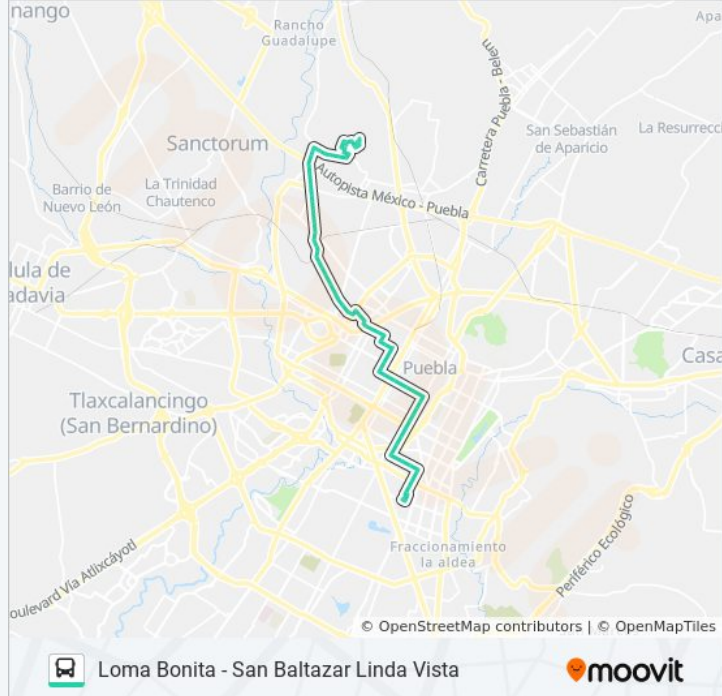 nango
Rancho
Guadalupe
Apa
Carretera Puebla - Belem
Sanctorum
San Sebastián
de Aparicio
La Resurrecci
Autopista México - Puebla
La Trinidad
Chautenco
Barrio de
Nuevo León
lula de
adavia
Puebla
Casa
Tlaxcalancingo
(San Bernardino)
Fraccionamiento
la aldea
Periférico Ecológico
oulevard Vía Atlixcáyotl
© OpenStreetMap contributors | © OpenMapTiles
Loma Bonita - San Baltazar Linda Vista
moovit